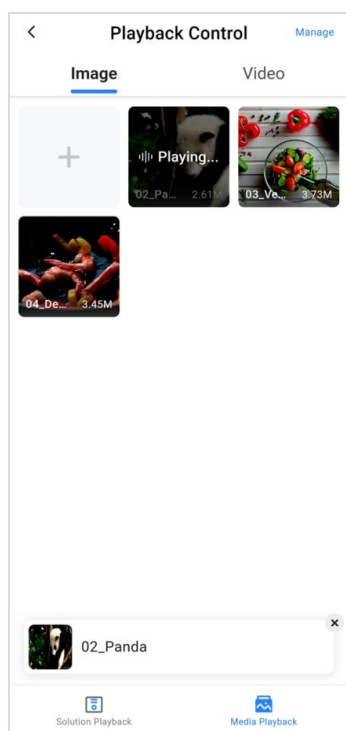 Playback Control
Manage
Image
Video
Playing...
02_Pa... 2.61M
03_Ve... 3.73M
04_De... 3.45M
02_Panda
Solution Playback
Media Playback